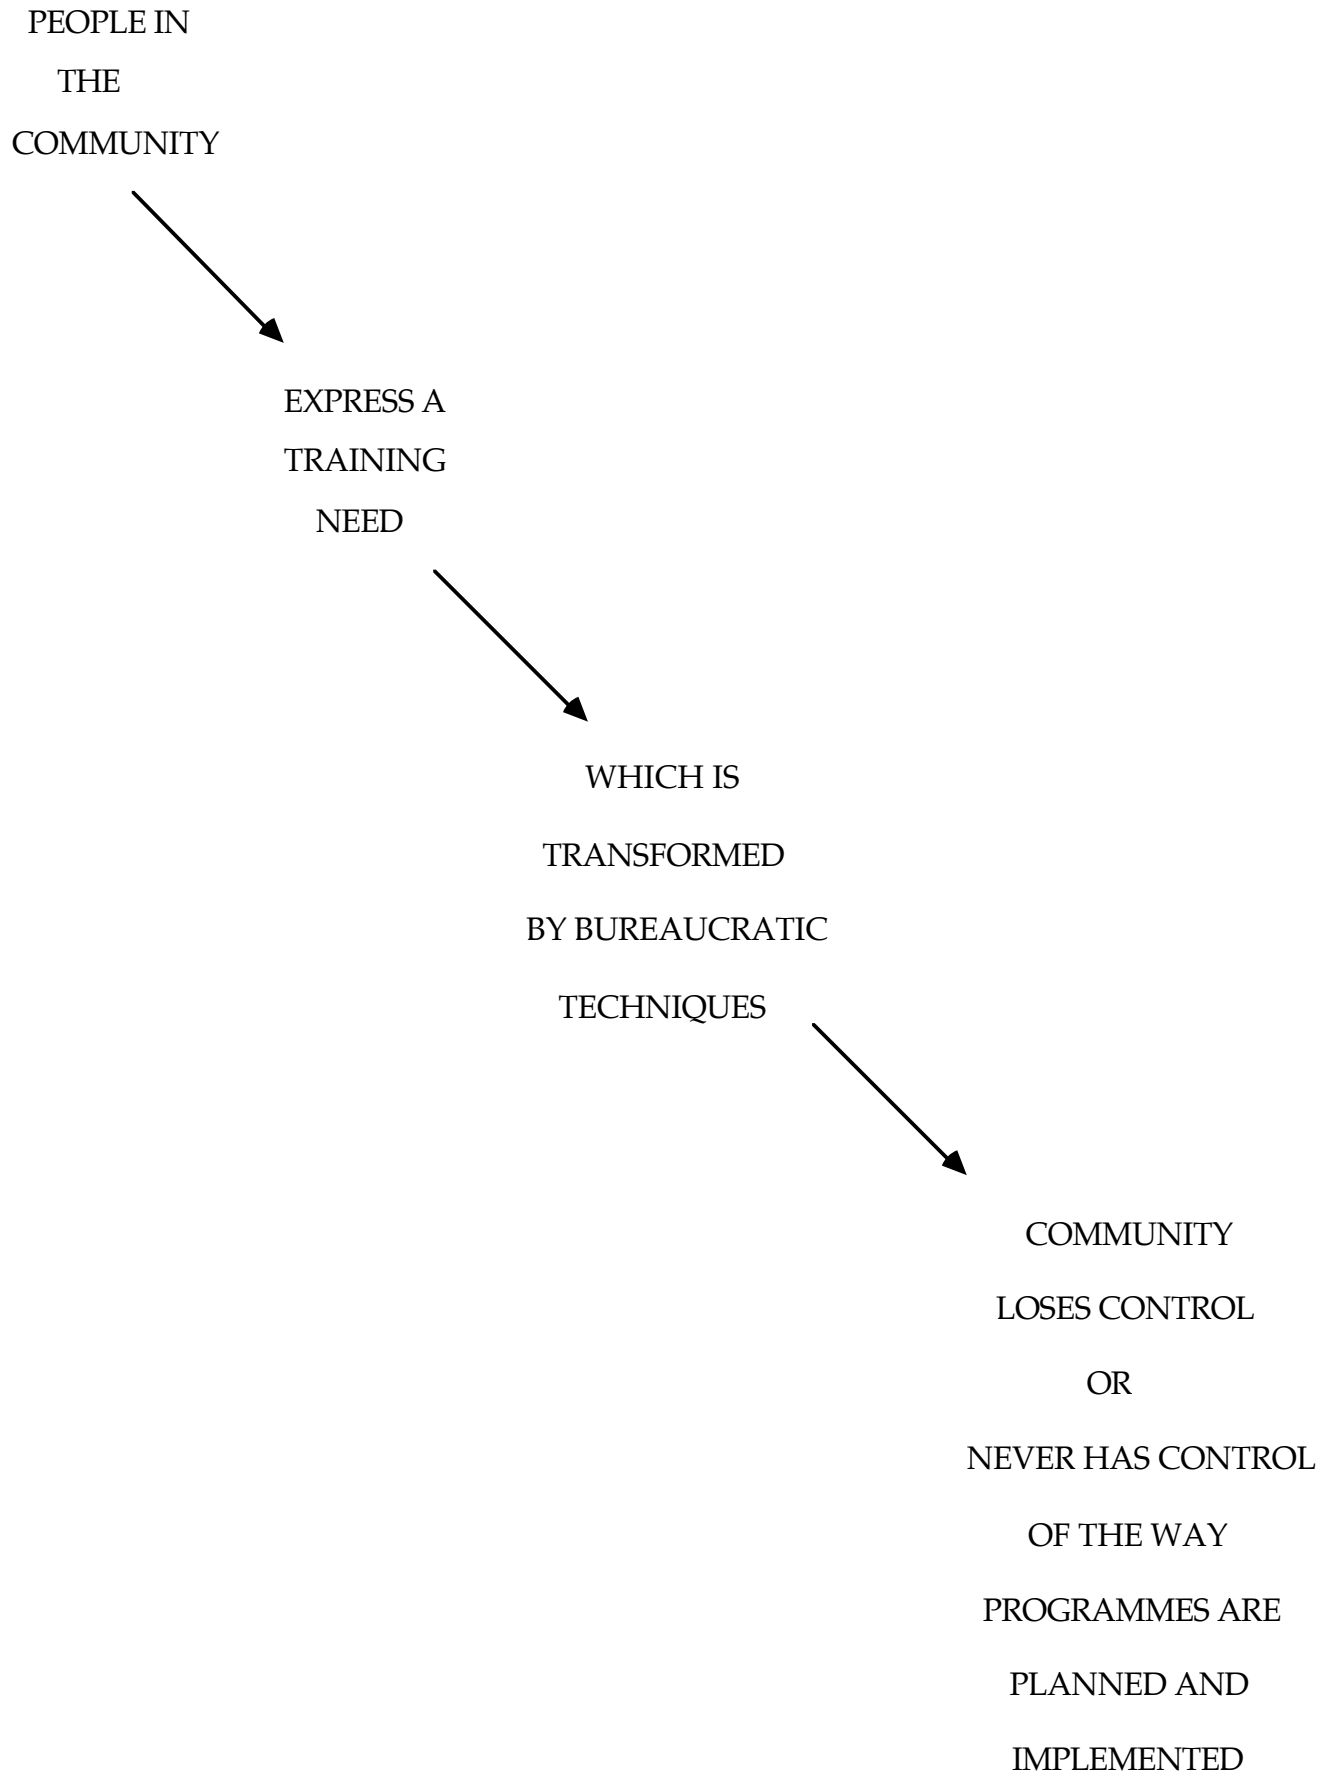 PEOPLE IN
THE
COMMUNITY
EXPRESS A
TRAINING
NEED
WHICH IS
TRANSFORMED
BY BUREAUCRATIC
TECHNIQUES
COMMUNITY
LOSES CONTROL
OR
NEVER HAS CONTROL
OF THE WAY
PROGRAMMES ARE
PLANNED AND
IMPLEMENTED